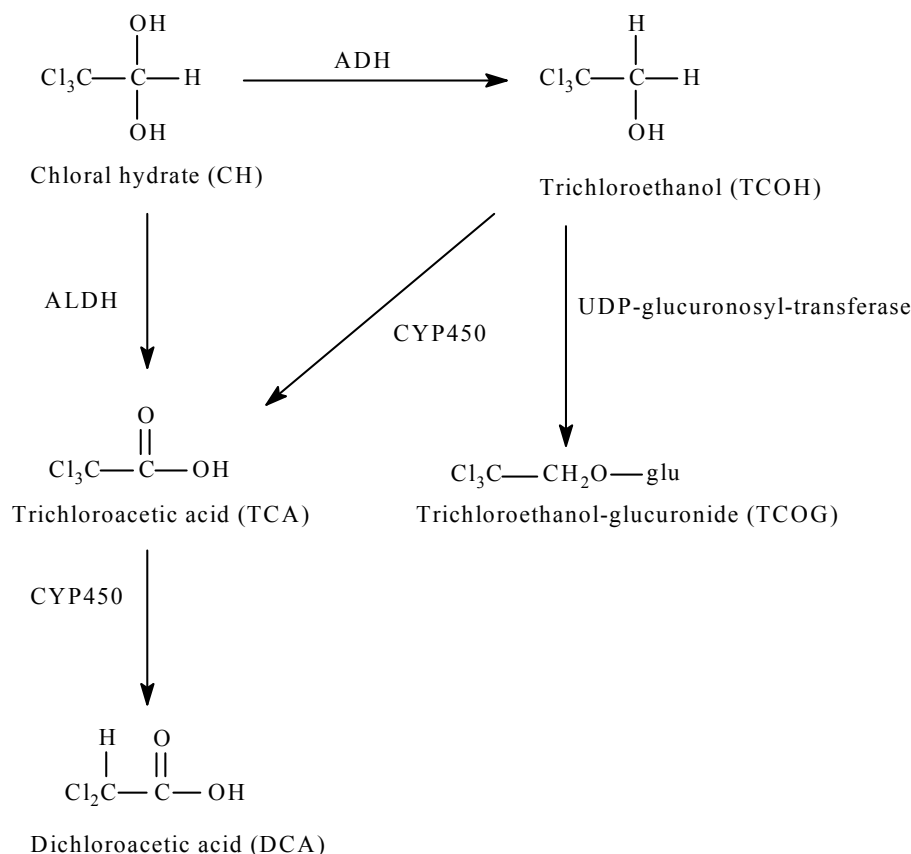 OH H
ADH
Cl3C—C—H Cl3C—C—H
OH OH
Chloral hydrate (CH)
Trichloroethanol (TCOH)
ALDH
UDP-glucuronosyl-transferase
CYP450
O
Cl3C—C—OH Cl3C—CH2O—glu
Trichloroacetic acid (TCA) Trichloroethanol-glucuronide (TCOG)
CYP450
H O
Cl2C—C—OH
Dichloroacetic acid (DCA)